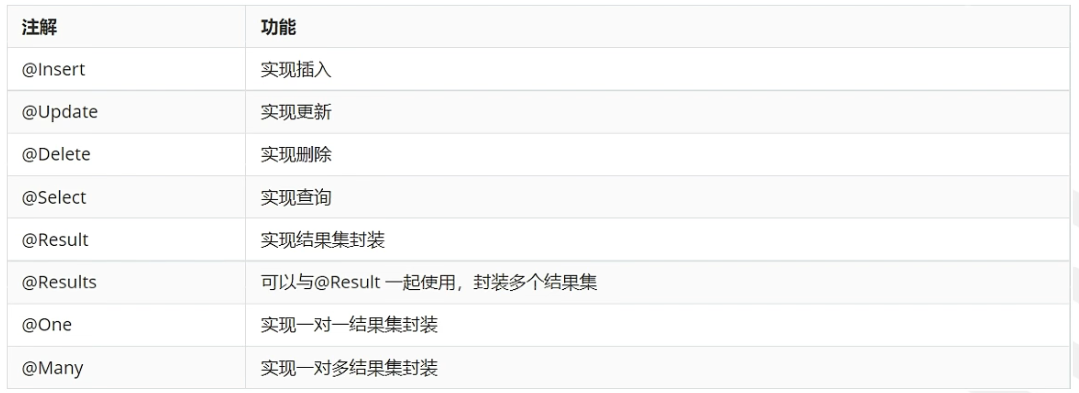 注解 功能
@Insert 实现插入
@Update 实现更新
@Delete 实现删除
@Select 实现查询
@Result 实现结果集封装
@Results 可以与@Result 一起使用，封装多个结果集
@One 实现一对一结果集封装
@Many 实现一对多结果集封装